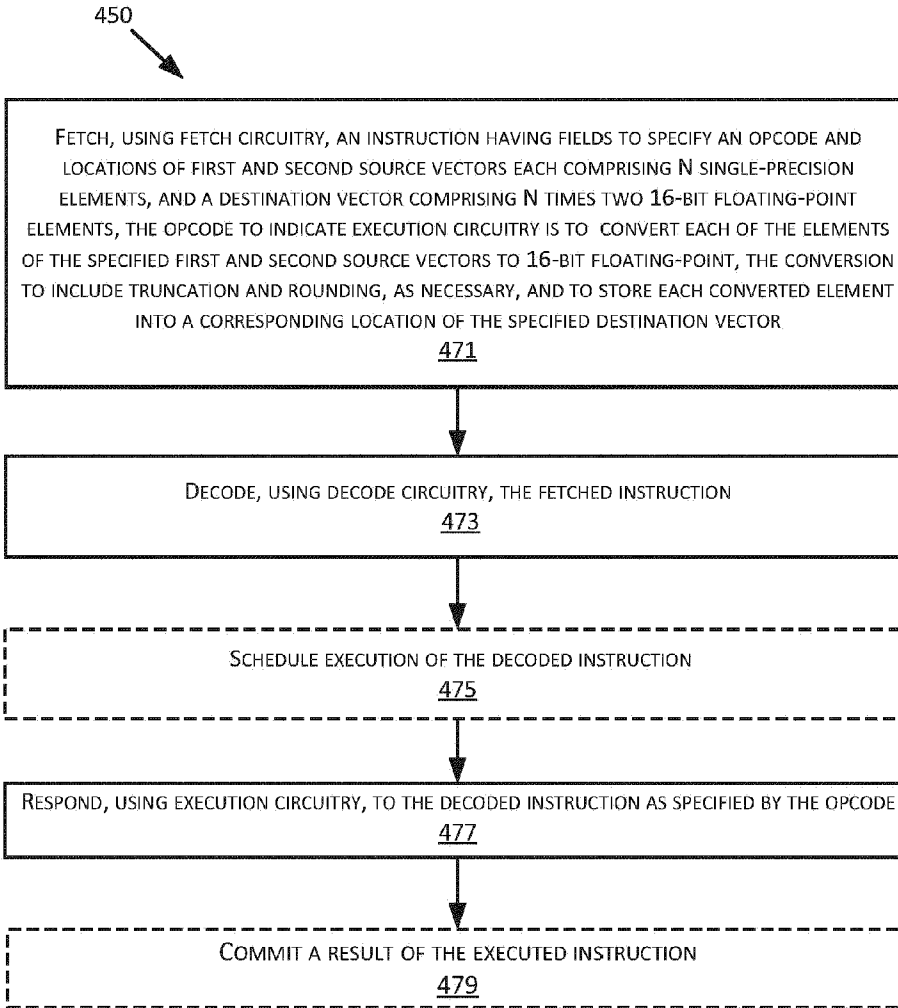 450
FETCH, USING FETCH CIRCUITRY, AN INSTRUCTION HAVING FIELDS TO SPECIFY AN OPCODE AND
LOCATIONS OF FIRST AND SECOND SOURCE VECTORS EACH COMPRISING N SINGLE-PRECISION
ELEMENTS, AND A DESTINATION VECTOR COMPRISING N TIMES TWO 16-BIT FLOATING-POINT
ELEMENTS, THE OPCODE TO INDICATE EXECUTION CIRCUITRY IS TO CONVERT EACH OF THE ELEMENTS
OF THE SPECIFIED FIRST AND SECOND SOURCE VECTORS TO 16-BIT FLOATING-POINT, THE CONVERSION
TO INCLUDE TRUNCATION AND ROUNDING, AS NECESSARY, AND TO STORE EACH CONVERTED ELEMENT
INTO A CORRESPONDING LOCATION OF THE SPECIFIED DESTINATION VECTOR
471
DECODE, USING DECODE CIRCUITRY, THE FETCHED INSTRUCTION
473
SCHEDULE EXECUTION OF THE DECODED INSTRUCTION
475
RESPOND, USING EXECUTION CIRCUITRY, TO THE DECODED INSTRUCTION AS SPECIFIED BY THE OPCODE
477
COMMIT A RESULT OF THE EXECUTED INSTRUCTION
479